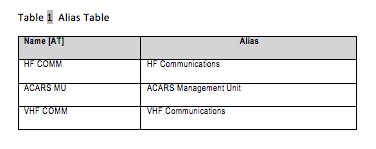 Table 1 Alias Table
Name [AT] Alias
HF COMM HF Communications
ACARS MU ACARS Management Unit
VHF COMM VHF Communications